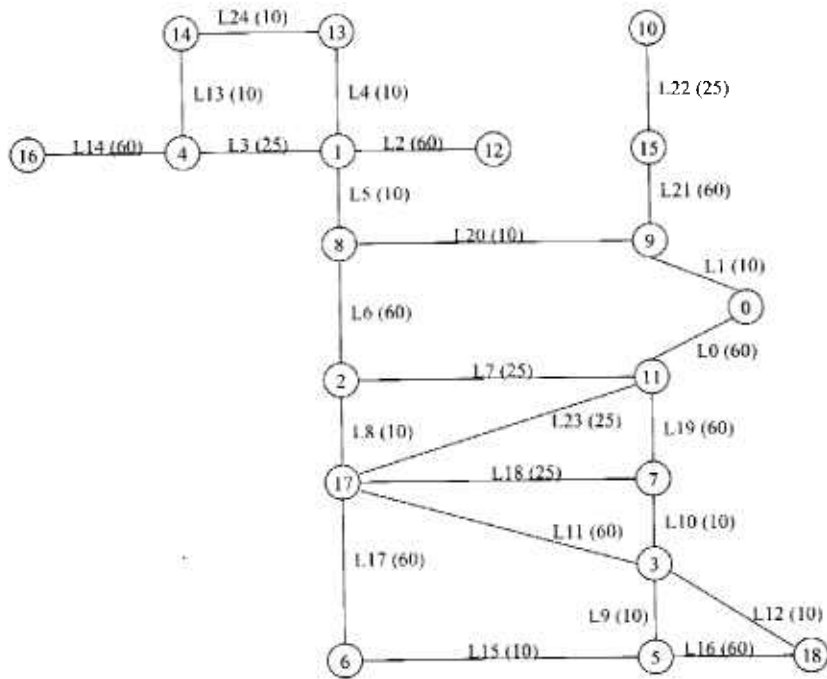 L24 (10)
14
13
10
L13 (10)
L4 (10)
L22 (25)
16
L14 (60)
4
L3 (25)
1
L2 (60)
12
15
L5 (10)
L21 (60)
8
L20 (10)
9
L1 (10)
0
L6 (60)
L0 (60)
2
L7 (25)
11
L8 (10)
L23 (25)
L19 (60)
17
L18 (25)
7
L11 (60)
L10 (10)
L17 (60)
3
L9 (10)
L12 (10)
6
L15 (10)
5
L16 (60)
18